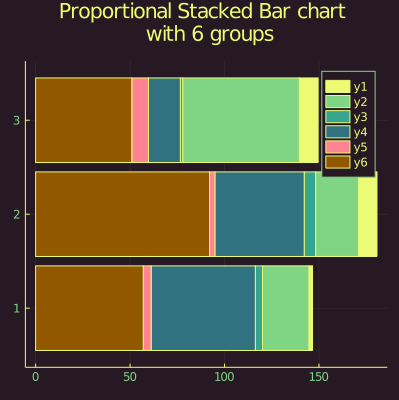 Proportional Stacked Bar chart
with 6 groups
y1
y2
y3
y4
y5
y6
3
2
1
0
50
100
150